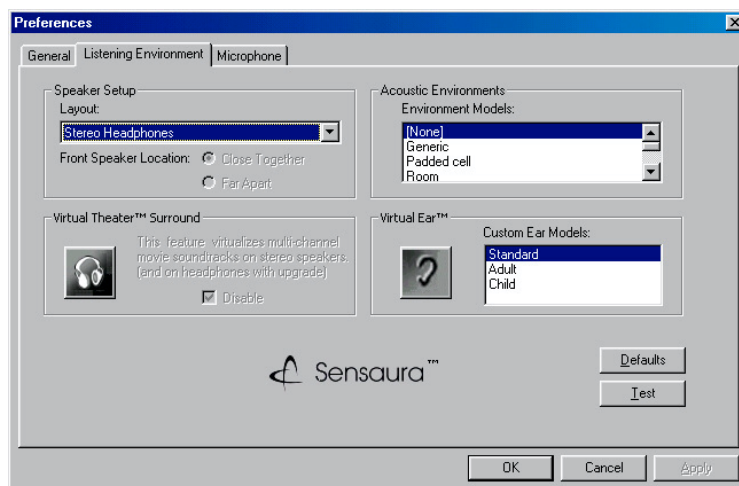 Preferences
General
Listening Environment
Microphone
Speaker Setup
Layout:
Stereo Headphones
Front Speaker Location:
Close Together
Far Apart
Acoustic Environments
Environment Models:
[None]
Generic
Padded cell
Room
Virtual Theater™ Surround
This feature virtualizes multi-channel
movie soundtracks on stereo speakers.
(and on headphones with upgrade)
Disable
Virtual Ear™
Custom Ear Models:
Standard
Adult
Child
Sensaura™
Defaults
Test
OK
Cancel
Apply